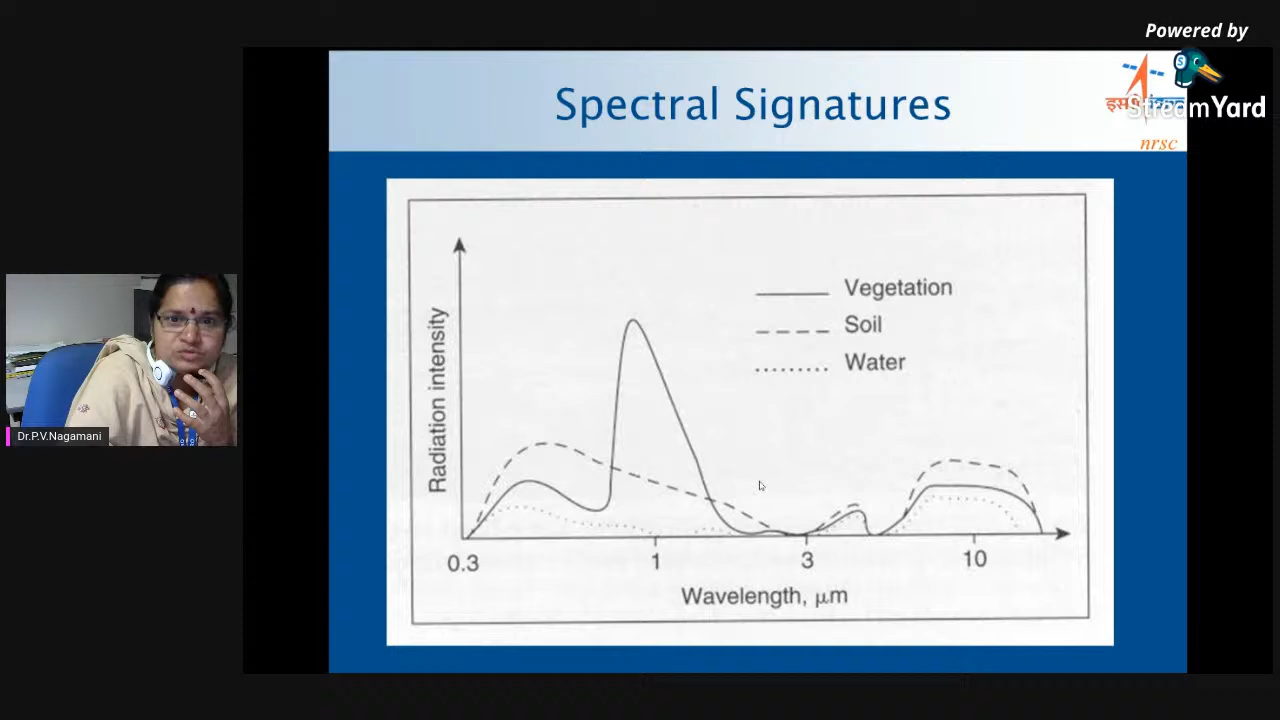 Powered by
StreamYard
Spectral Signatures
nrsc
Vegetation
Soil
Water
Radiation intensity
0.3
1
3
10
Wavelength, μm
Dr.P.V.Nagamani